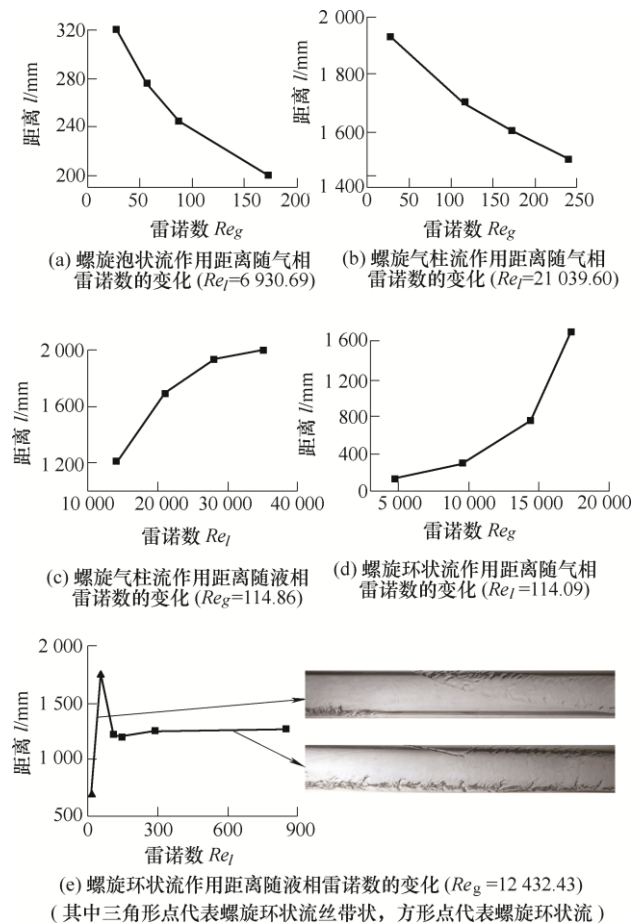 320
280
240
200
0 50 100 150 200
距离 l/mm
雷诺数 Reg
(a) 螺旋泡状流作用距离随气相
雷诺数的变化 (Rel=6 930.69)
2 000
1 800
1 600
1 400
0 50 100 150 200 250
距离 l/mm
雷诺数 Reg
(b) 螺旋气柱流作用距离随气相
雷诺数的变化 (Rel=21 039.60)
2 000
1 600
1 200
10 000 20 000 30 000 40 000
距离 l/mm
雷诺数 Rel
(c) 螺旋气柱流作用距离随液相
雷诺数的变化 (Reg=114.86)
1 600
1 200
800
400
0
5 000 10 000 15 000 20 000
距离 l/mm
雷诺数 Reg
(d) 螺旋环状流作用距离随气相
雷诺数的变化 (Rel=114.09)
2 000
1 500
1 000
500
0 300 600 900
距离 l/mm
雷诺数 Rel
(e) 螺旋环状流作用距离随液相雷诺数的变化 (Reg =12 432.43)
( 其中三角形点代表螺旋环状流丝带状，方形点代表螺旋环状流 )